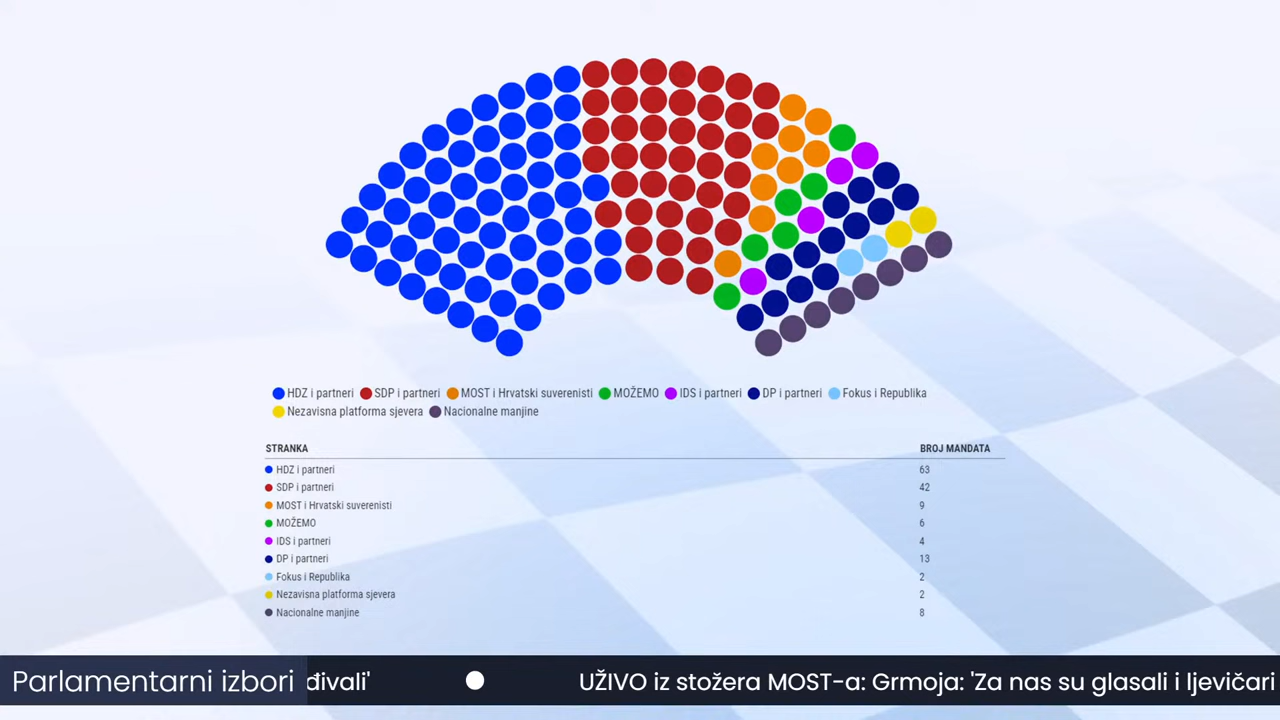 HDZ i partneri SDP i partneri MOST i Hrvatski suverenisti MOŽEMO IDS i partneri DP i partneri Fokus i Republika
Nezavisna platforma sjevera Nacionalne manjine
STRANKA BROJ MANDATA
HDZ i partneri 63
SDP i partneri 42
MOST i Hrvatski suverenisti 9
MOŽEMO 6
IDS i partneri 4
DP i partneri 13
Fokus i Republika 2
Nezavisna platforma sjevera 2
Nacionalne manjine 8
Parlamentarni izbori đivali' UŽIVO iz stožera MOST-a: Grmoja: 'Za nas su glasali i ljevičari